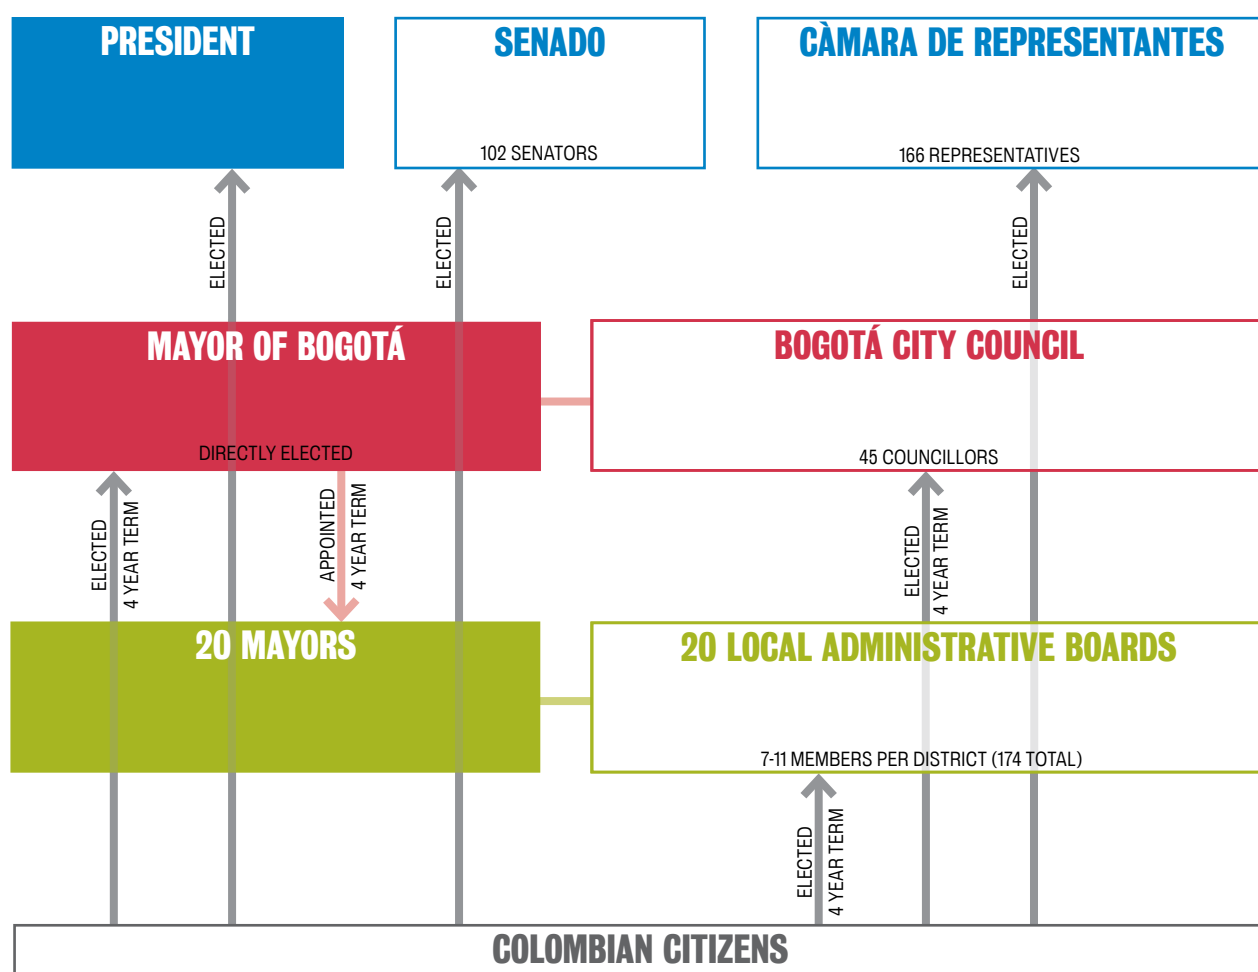 PRESIDENT
SENADO
CÀMARA DE REPRESENTANTES
102 SENATORS
166 REPRESENTATIVES
ELECTED
ELECTED
ELECTED
MAYOR OF BOGOTÁ
BOGOTÁ CITY COUNCIL
DIRECTLY ELECTED
45 COUNCILLORS
ELECTED
4 YEAR TERM
APPOINTED
4 YEAR TERM
ELECTED
4 YEAR TERM
20 MAYORS
20 LOCAL ADMINISTRATIVE BOARDS
7-11 MEMBERS PER DISTRICT (174 TOTAL)
ELECTED
4 YEAR TERM
COLOMBIAN CITIZENS